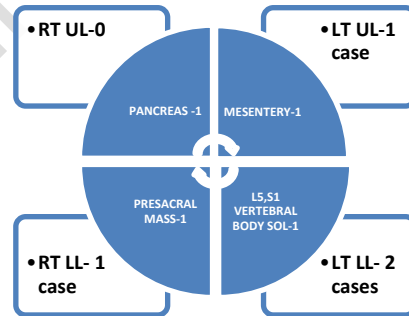 •RT UL-0
•LT UL-1
case
PANCREAS -1
MESENTERY-1
PRESACRAL
MASS-1
L5,S1
VERTEBRAL
BODY SOL-1
•RT LL- 1
case
•LT LL- 2
cases